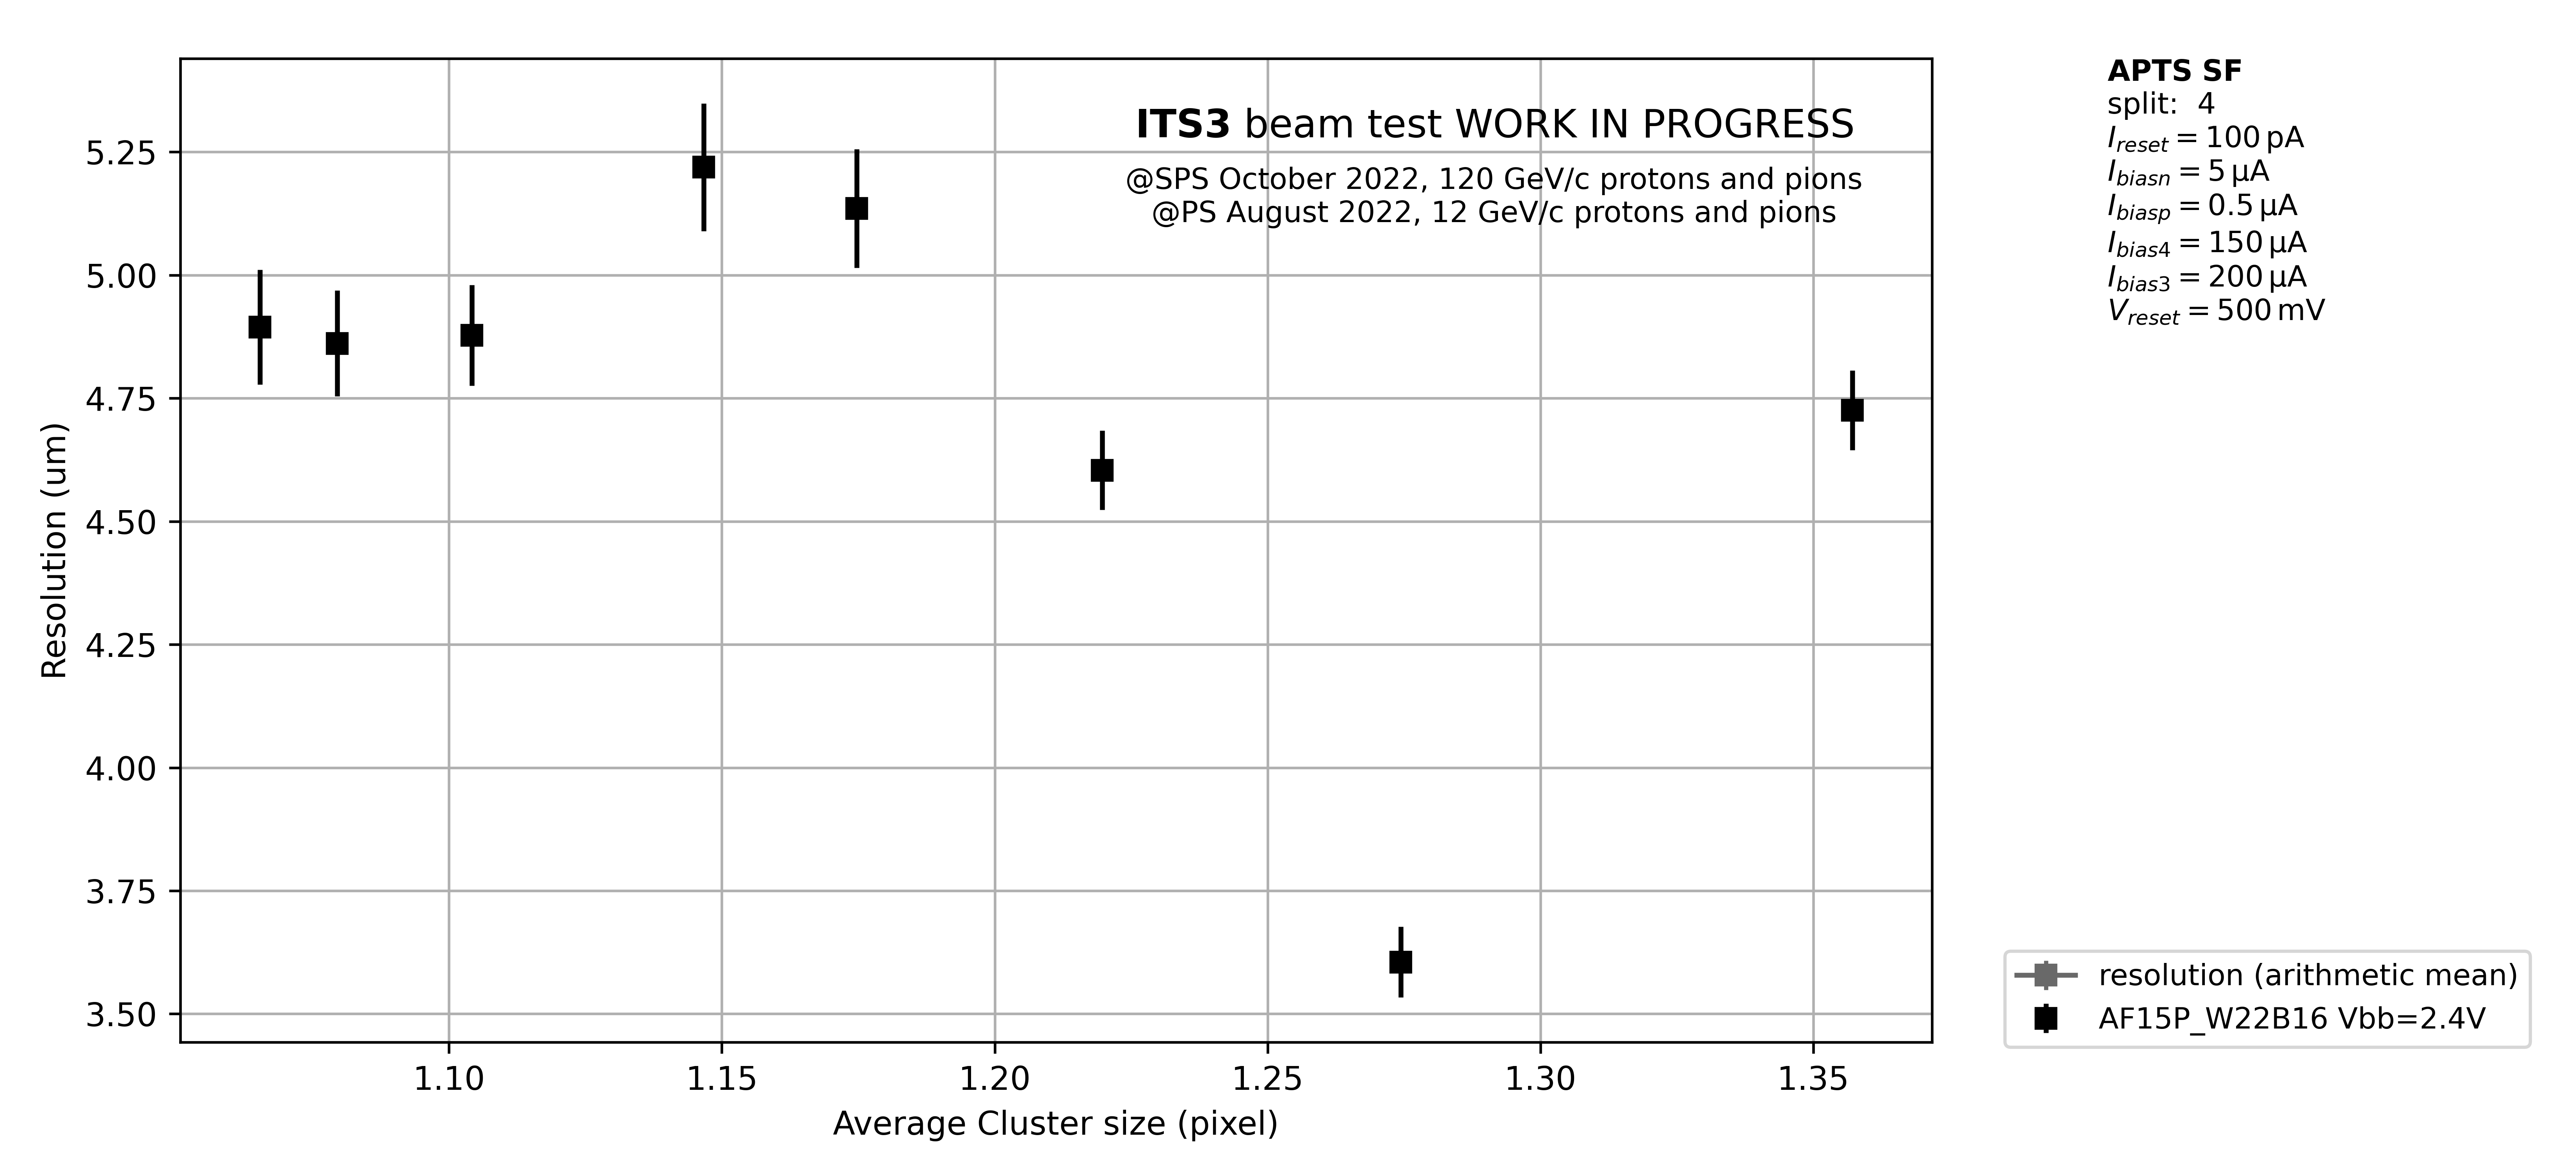 ITS3 beam test WORK IN PROGRESS
@SPS October 2022, 120 GeV/c protons and pions
@PS August 2022, 12 GeV/c protons and pions
5.25
5.00
4.75
4.50
4.25
4.00
3.75
3.50
Resolution (um)
1.10 1.15 1.20 1.25 1.30 1.35
Average Cluster size (pixel)
APTS SF
split: 4
I_reset = 100 pA
I_biasn = 5 μA
I_biasp = 0.5 μA
I_bias4 = 150 μA
I_bias3 = 200 μA
V_reset = 500 mV
resolution (arithmetic mean)
AF15P_W22B16 Vbb=2.4V